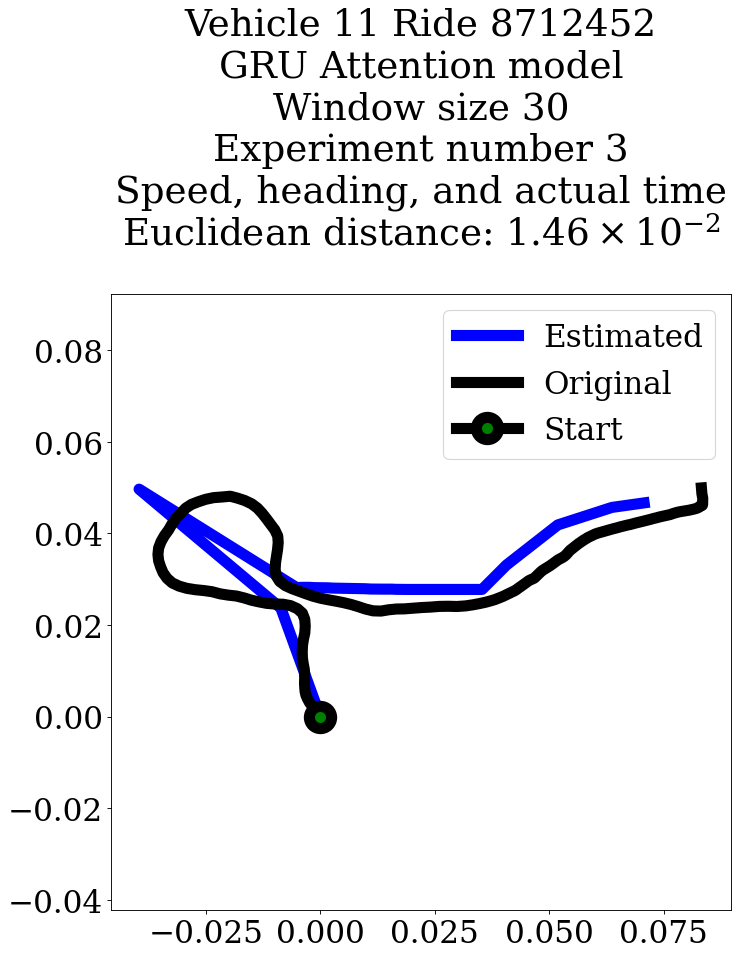 Vehicle 11 Ride 8712452
GRU Attention model
Window size 30
Experiment number 3
Speed, heading, and actual time
Euclidean distance: 1.46 × 10⁻²
Estimated
Original
Start
0.08
0.06
0.04
0.02
0.00
−0.02
−0.04
−0.025 0.000 0.025 0.050 0.075